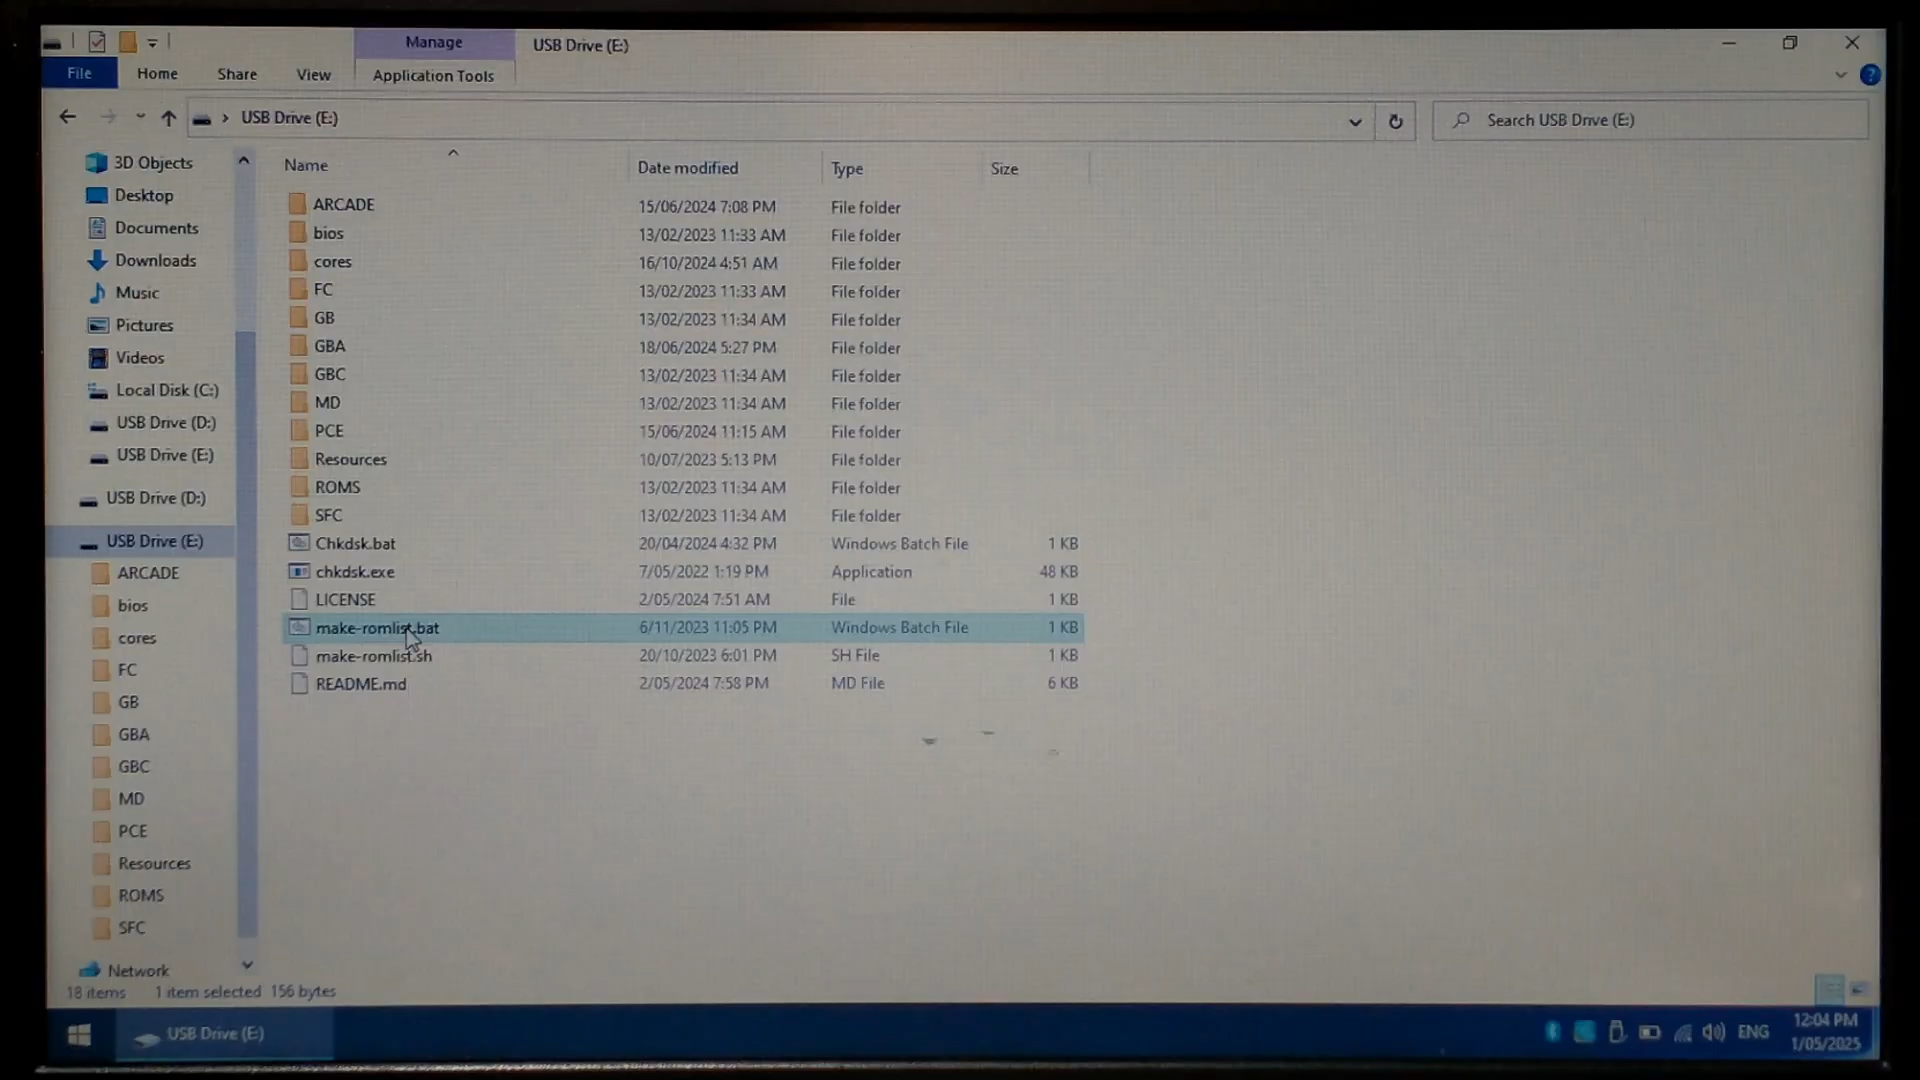 Manage
USB Drive (E:)
File
Home
Share
View
Application Tools
USB Drive (E:)
Search USB Drive (E:)
3D Objects
Desktop
Documents
Downloads
Music
Pictures
Videos
Local Disk (C:)
USB Drive (D:)
USB Drive (E:)
USB Drive (D:)
USB Drive (E:)
ARCADE
bios
cores
FC
GB
GBA
GBC
MD
PCE
Resources
ROMS
SFC
Network
Name Date modified Type Size
ARCADE 15/06/2024 7:08 PM File folder
bios 13/02/2023 11:33 AM File folder
cores 16/10/2024 4:51 AM File folder
FC 13/02/2023 11:33 AM File folder
GB 13/02/2023 11:34 AM File folder
GBA 18/06/2024 5:27 PM File folder
GBC 13/02/2023 11:34 AM File folder
MD 13/02/2023 11:34 AM File folder
PCE 15/06/2024 11:15 AM File folder
Resources 10/07/2023 5:13 PM File folder
ROMS 13/02/2023 11:34 AM File folder
SFC 13/02/2023 11:34 AM File folder
Chkdsk.bat 20/04/2024 4:32 PM Windows Batch File 1 KB
chkdsk.exe 7/05/2022 1:19 PM Application 48 KB
LICENSE 2/05/2024 7:51 AM File 1 KB
make-romlist.bat 6/11/2023 11:05 PM Windows Batch File 1 KB
make-romlist.sh 20/10/2023 6:01 PM SH File 1 KB
README.md 2/05/2024 7:58 PM MD File 6 KB
18 items 1 item selected 156 bytes
USB Drive (E:)
ENG
12:04 PM
1/05/2025